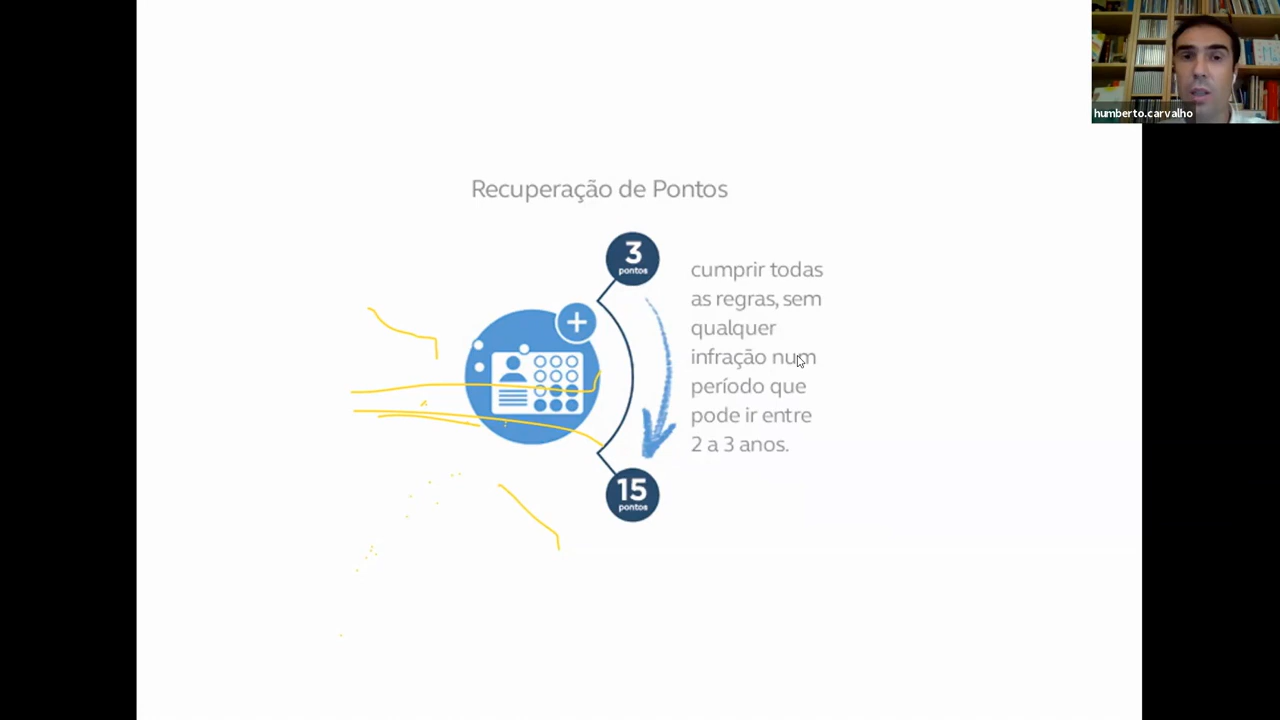 humberto.carvalho
Recuperação de Pontos
3
pontos
cumprir todas
as regras, sem
qualquer
infração num
período que
pode ir entre
2 a 3 anos.
15
pontos